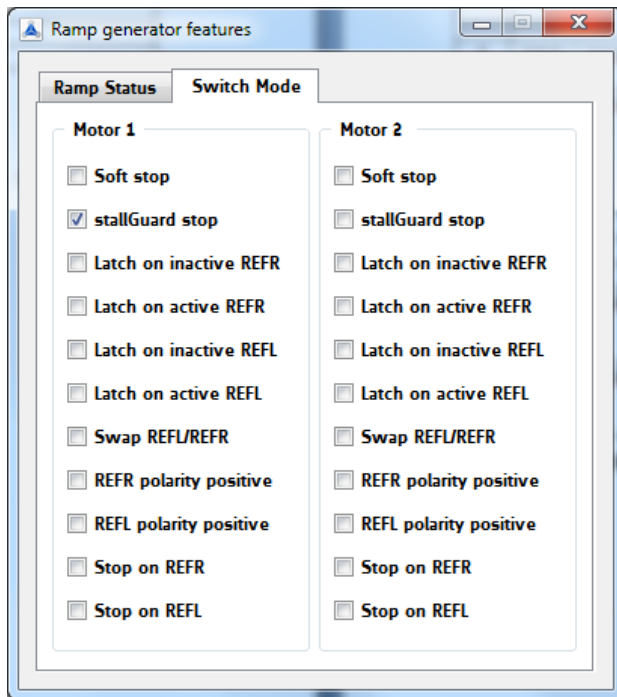 Ramp generator features
Ramp Status
Switch Mode
Motor 1
Soft stop
stallGuard stop
Latch on inactive REFR
Latch on active REFR
Latch on inactive REFL
Latch on active REFL
Swap REFL/REFR
REFR polarity positive
REFL polarity positive
Stop on REFR
Stop on REFL
Motor 2
Soft stop
stallGuard stop
Latch on inactive REFR
Latch on active REFR
Latch on inactive REFL
Latch on active REFL
Swap REFL/REFR
REFR polarity positive
REFL polarity positive
Stop on REFR
Stop on REFL